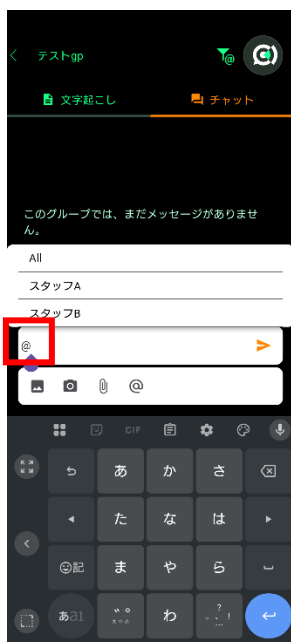 テストgp
@
文字起こし
チャット
このグループでは、まだメッセージがありませ
ん。
All
スタッフA
スタッフB
@
@
GIF
あ
か
さ
た
な
は
記
ま
や
ら
あa1
わ
。、?!…